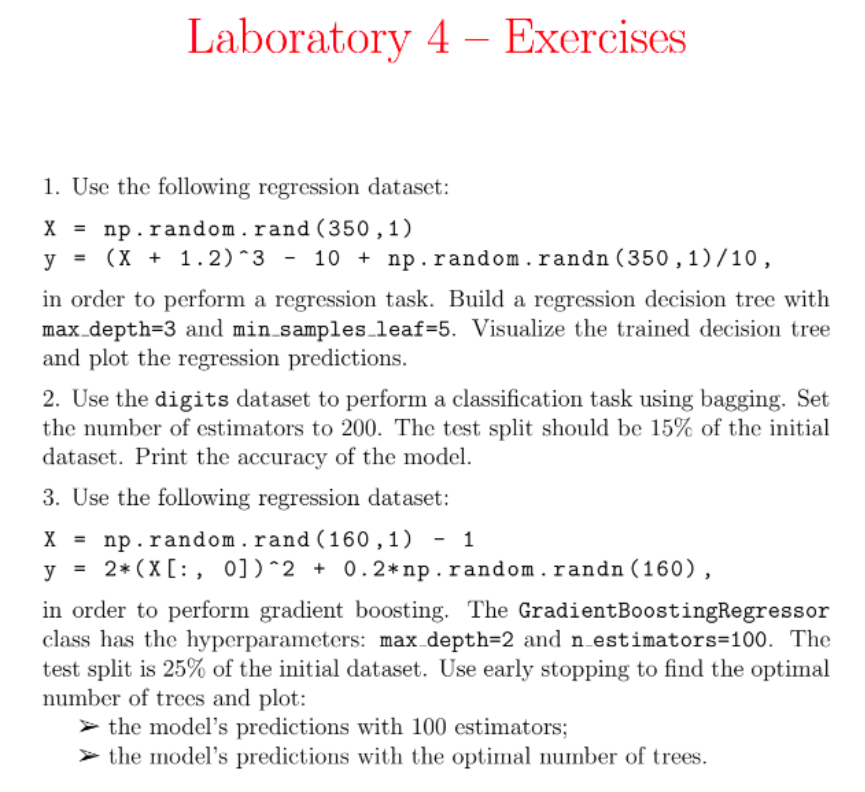 Laboratory 4 – Exercises
1. Use the following regression dataset:
X = np.random.rand(350,1)
y = (X + 1.2)^3 - 10 + np.random.randn(350,1)/10,
in order to perform a regression task. Build a regression decision tree with
max_depth=3 and min_samples_leaf=5. Visualize the trained decision tree
and plot the regression predictions.
2. Use the digits dataset to perform a classification task using bagging. Set
the number of estimators to 200. The test split should be 15% of the initial
dataset. Print the accuracy of the model.
3. Use the following regression dataset:
X = np.random.rand(160,1) - 1
y = 2*(X[:, 0])^2 + 0.2*np.random.randn(160),
in order to perform gradient boosting. The GradientBoostingRegressor
class has the hyperparameters: max_depth=2 and n_estimators=100. The
test split is 25% of the initial dataset. Use early stopping to find the optimal
number of trees and plot:
➢ the model's predictions with 100 estimators;
➢ the model's predictions with the optimal number of trees.